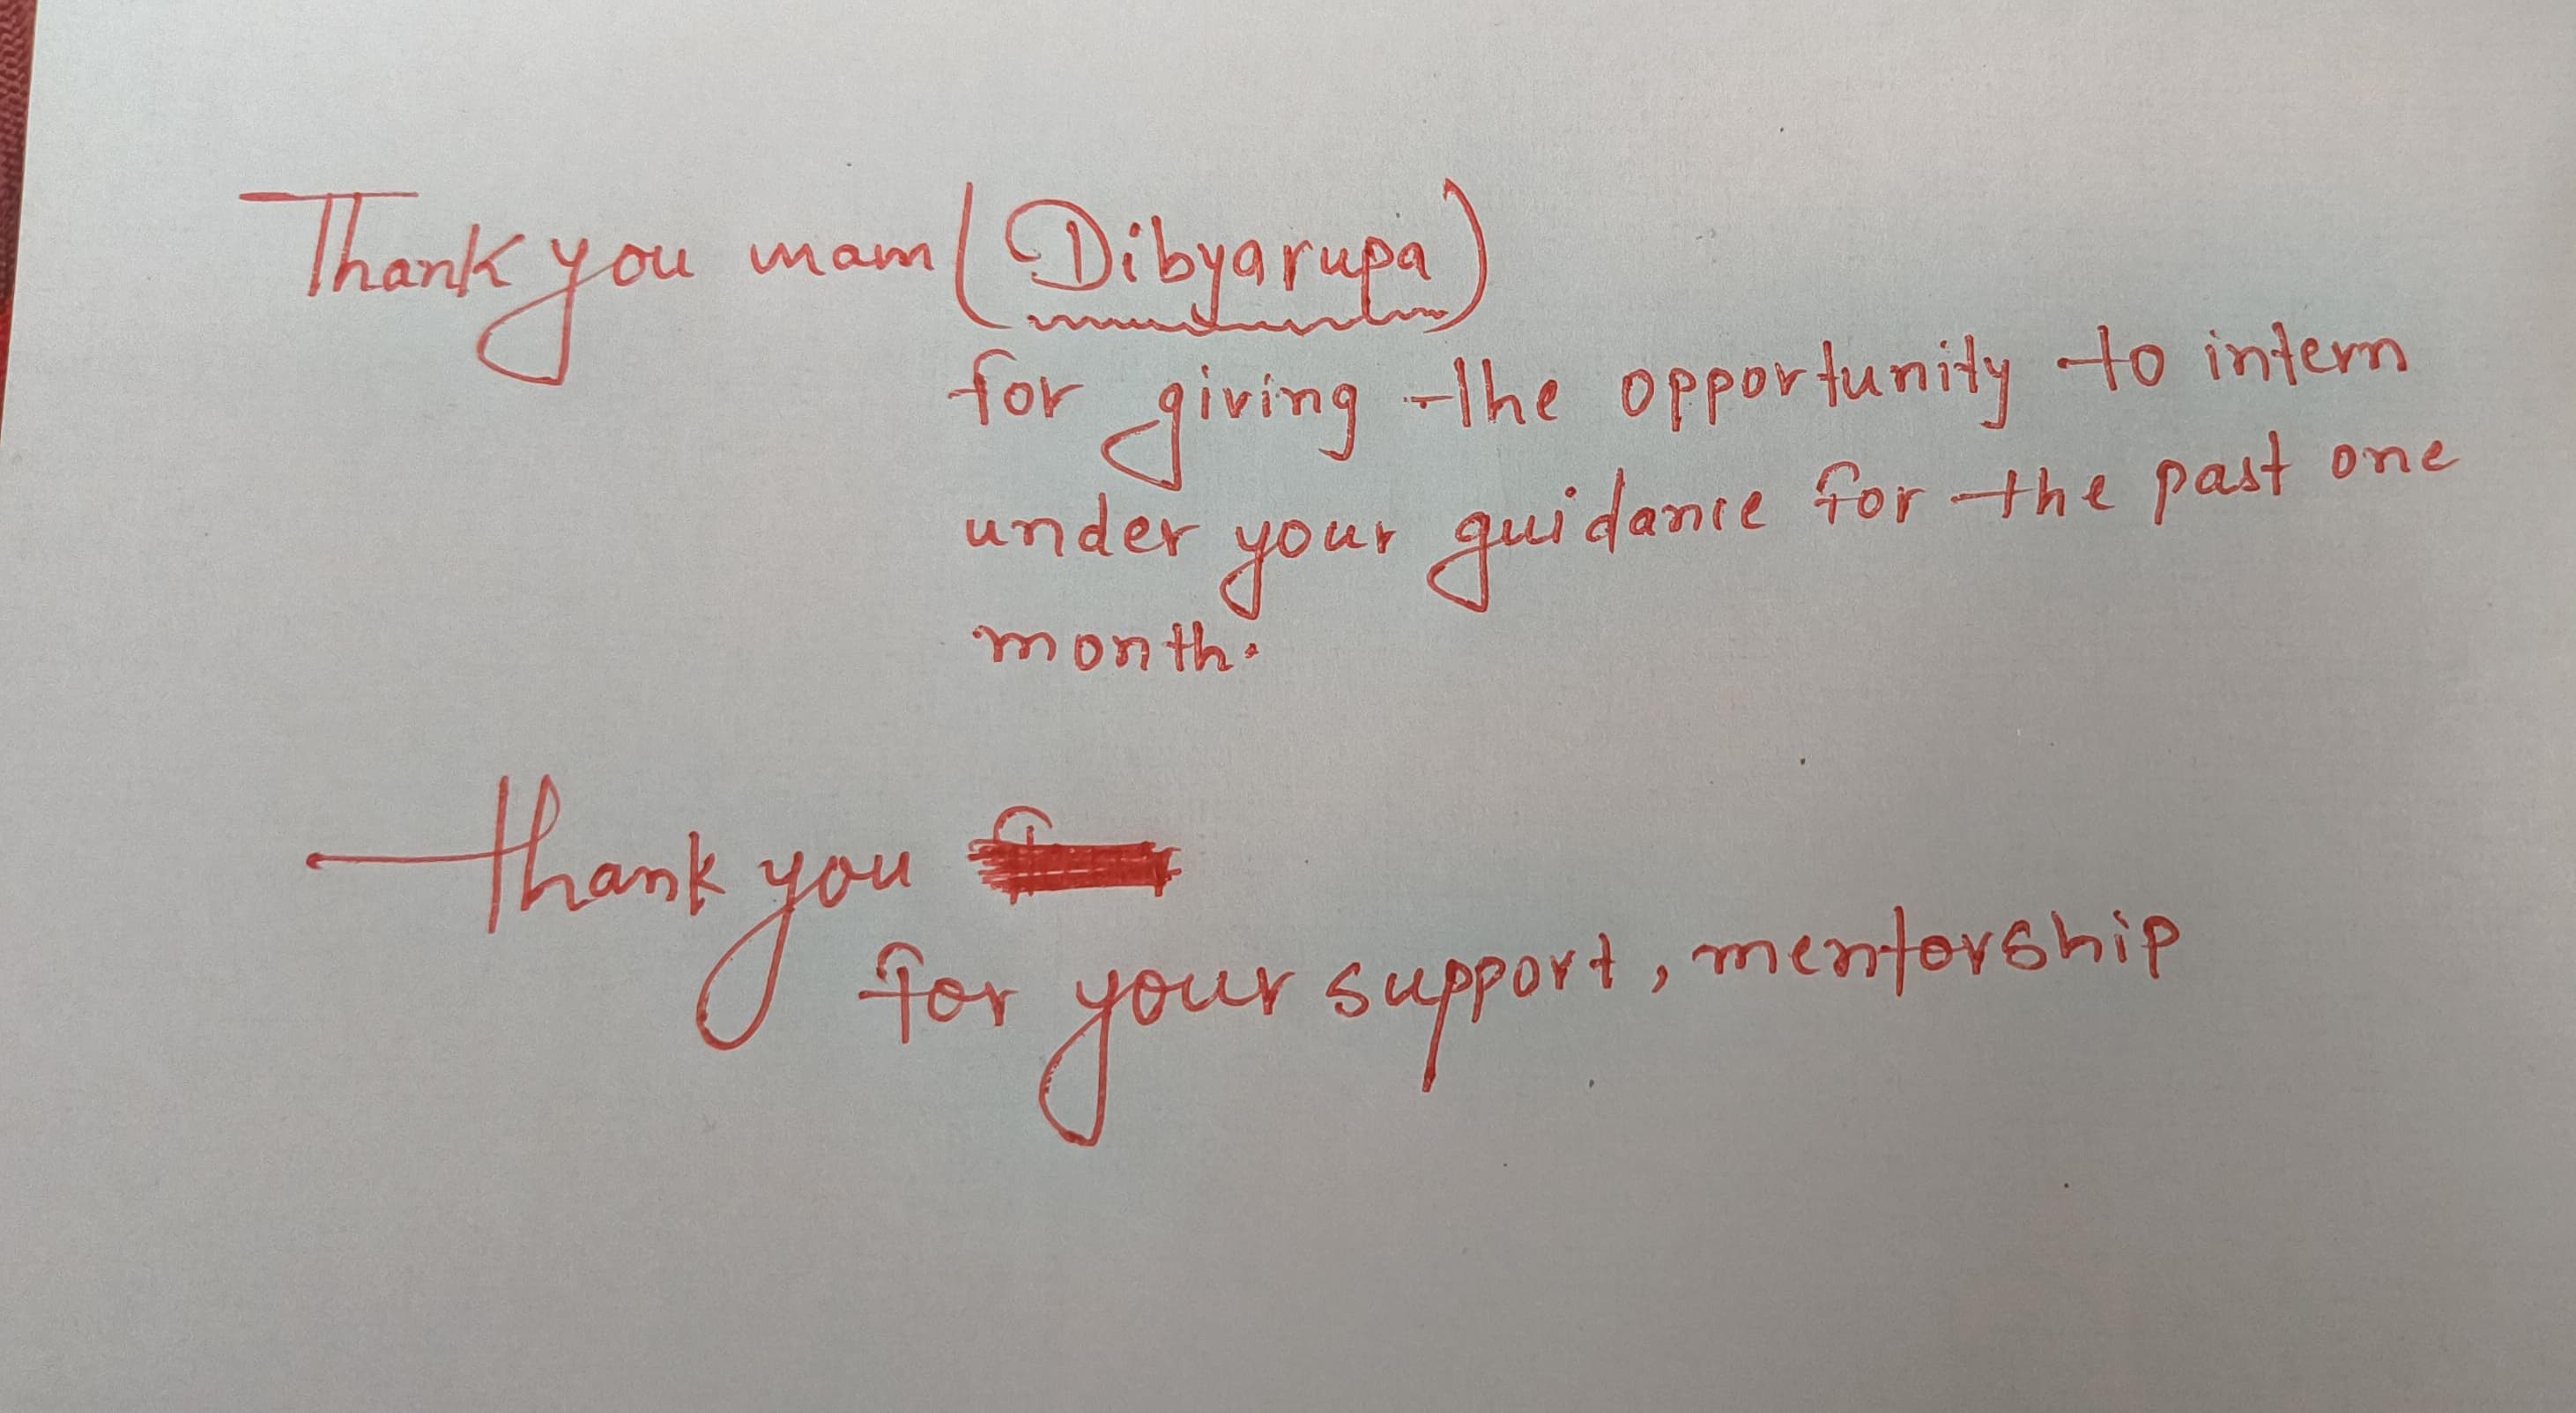 Thank you mam (Dibyarupa)
for giving the opportunity to intern
under your guidance for the past one
month.
Thank you
for your support, mentorship